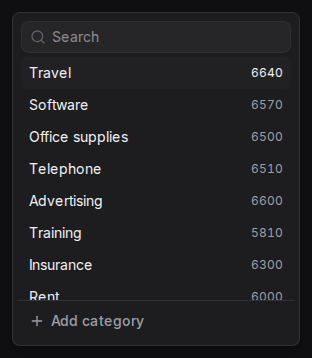 Search
Travel 6640
Software 6570
Office supplies 6500
Telephone 6510
Advertising 6600
Training 5810
Insurance 6300
Rent 6000
Add category